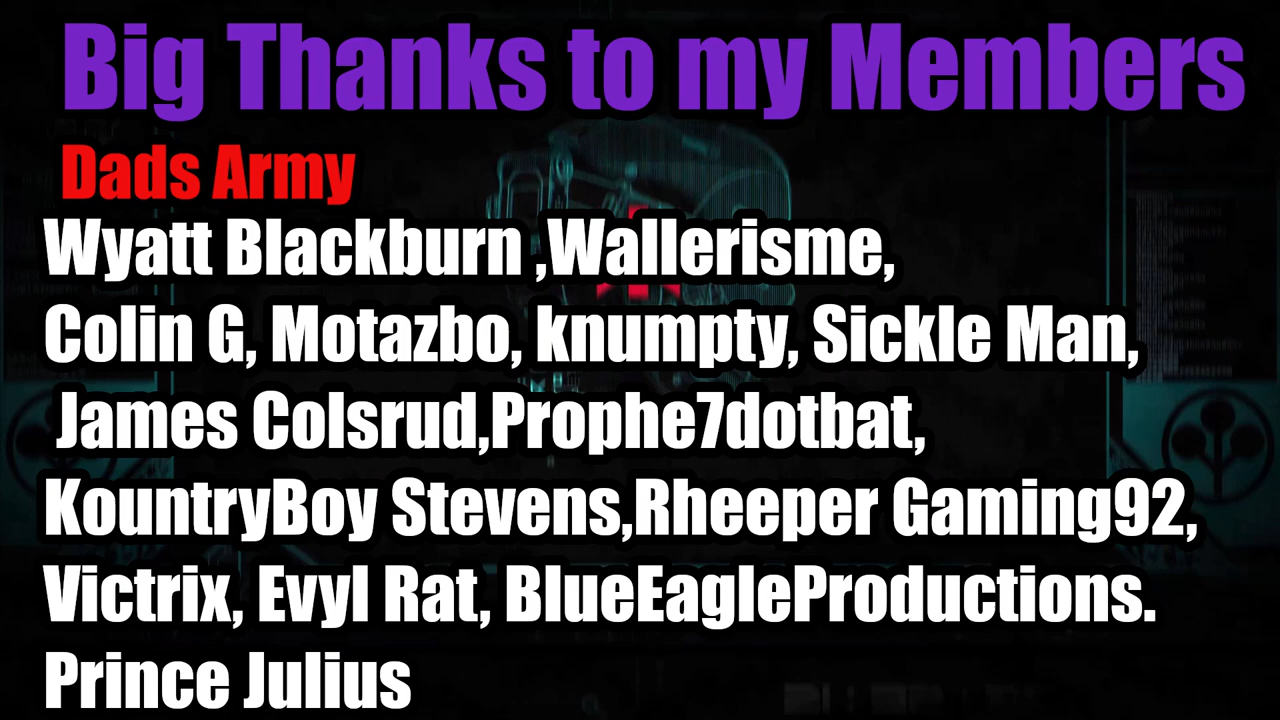 Big Thanks to my Members
Dads Army
Wyatt Blackburn ,Wallerisme,
Colin G, Motazbo, knumpty, Sickle Man,
James Colsrud,Prophe7dotbat,
KountryBoy Stevens,Rheeper Gaming92,
Victrix, Evyl Rat, BlueEagleProductions.
Prince Julius